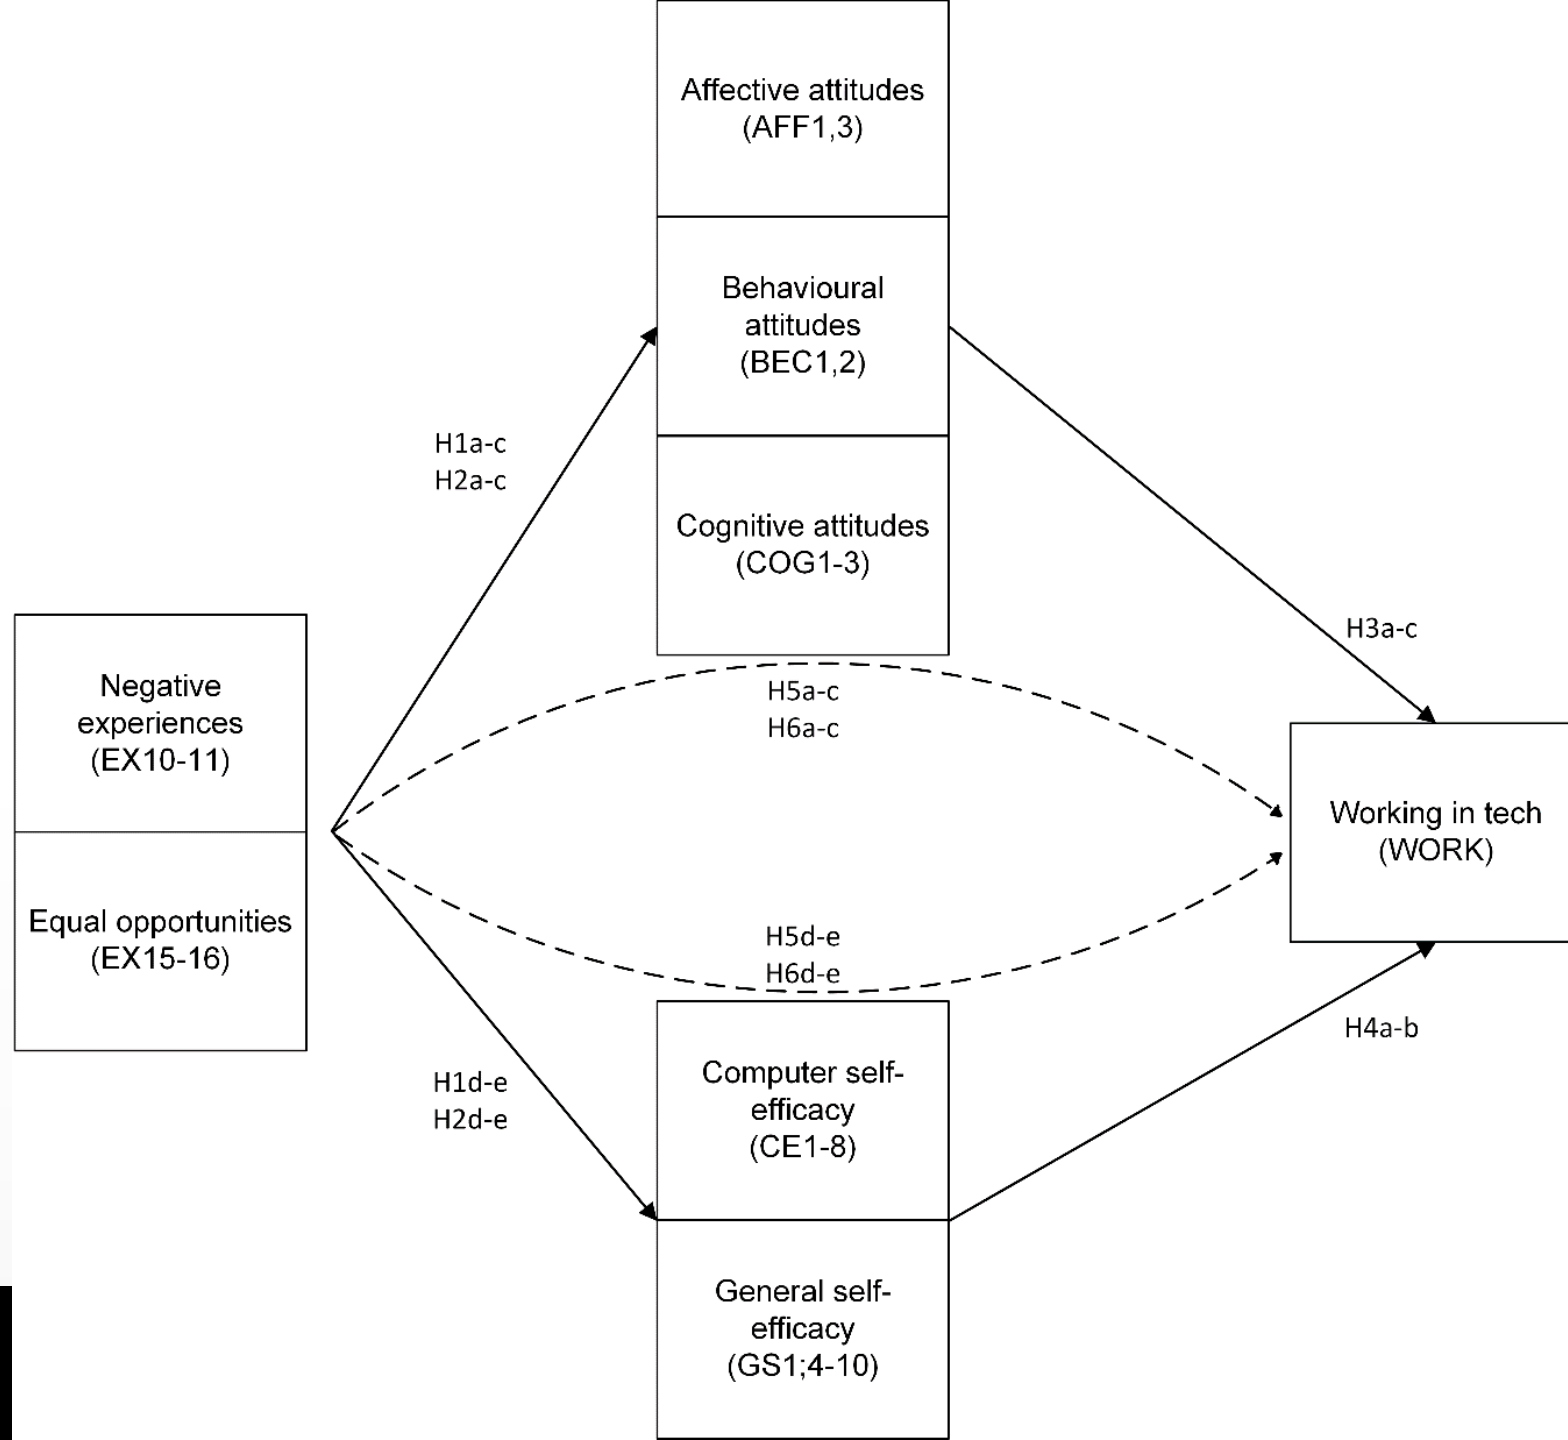 Affective attitudes
(AFF1,3)
Behavioural
attitudes
(BEC1,2)
Cognitive attitudes
(COG1-3)
H1a-c
H2a-c
H3a-c
Negative
experiences
(EX10-11)
Equal opportunities
(EX15-16)
H5a-c
H6a-c
Working in tech
(WORK)
H5d-e
H6d-e
H1d-e
H2d-e
H4a-b
Computer self-
efficacy
(CE1-8)
General self-
efficacy
(GS1;4-10)